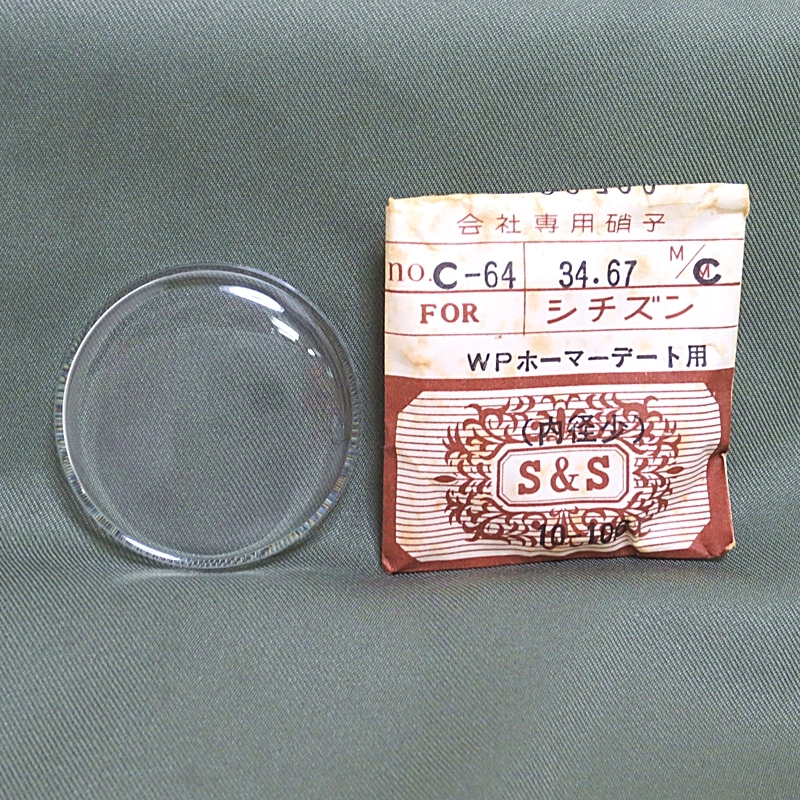 会社専用硝子
no. C-64 34.67 M/M C
FOR シチズン
WPホーマーデート用
(内径少)
S&S